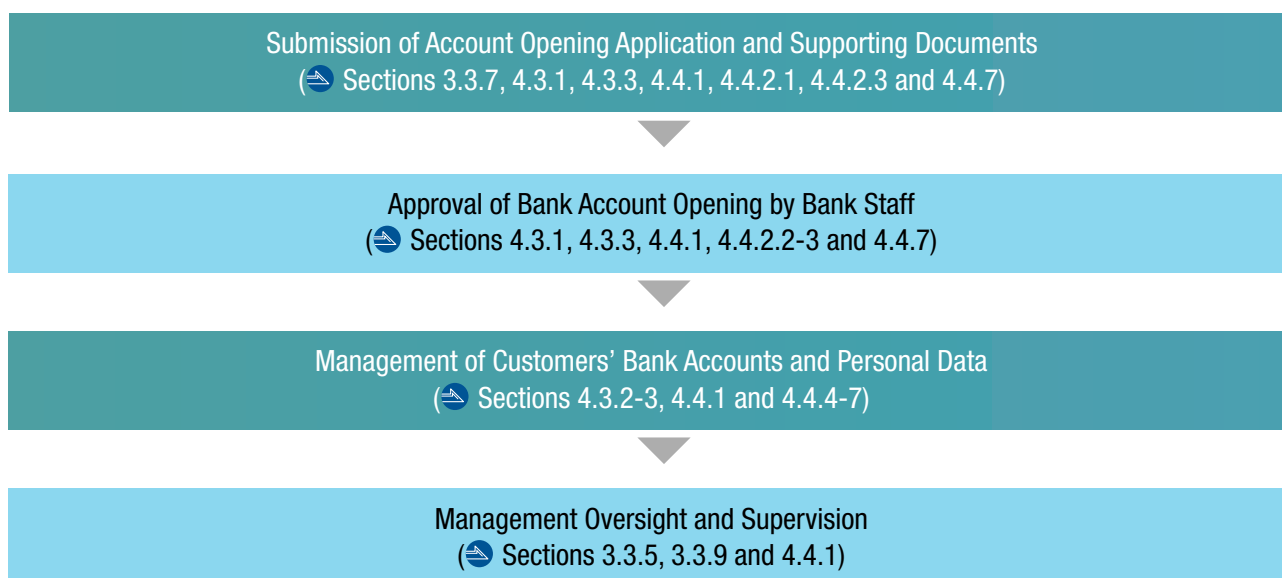 Submission of Account Opening Application and Supporting Documents
( Sections 3.3.7, 4.3.1, 4.3.3, 4.4.1, 4.4.2.1, 4.4.2.3 and 4.4.7)
Approval of Bank Account Opening by Bank Staff
( Sections 4.3.1, 4.3.3, 4.4.1, 4.4.2.2-3 and 4.4.7)
Management of Customers’ Bank Accounts and Personal Data
( Sections 4.3.2-3, 4.4.1 and 4.4.4-7)
Management Oversight and Supervision
( Sections 3.3.5, 3.3.9 and 4.4.1)